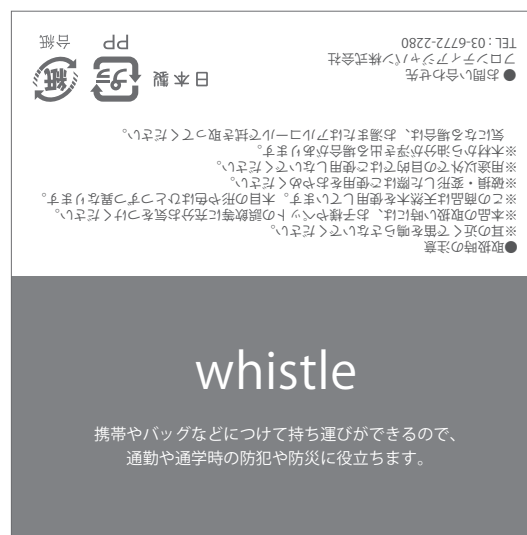 ●取扱時の注意
※耳の近くで笛を鳴らさないでください。
※本品の取扱い時には、お子様やペットの誤飲等に充分お気をつけください。
※この商品は天然木を使用しています。木目の形や色はひとつずつ異なります。
※破損・変形した際はご使用をおやめください。
※用途以外での目的ではご使用しないでください。
※木材から油分が浮き出る場合があります。
気になる場合は、お湯またはアルコールで拭き取ってください。
● お問い合わせ先
フロンティアジャパン株式会社
TEL：03-6772-2280
日本製
プラ
PP
紙
台紙
whistle
携帯やバッグなどにつけて持ち運びができるので、
通勤や通学時の防犯や防災に役立ちます。